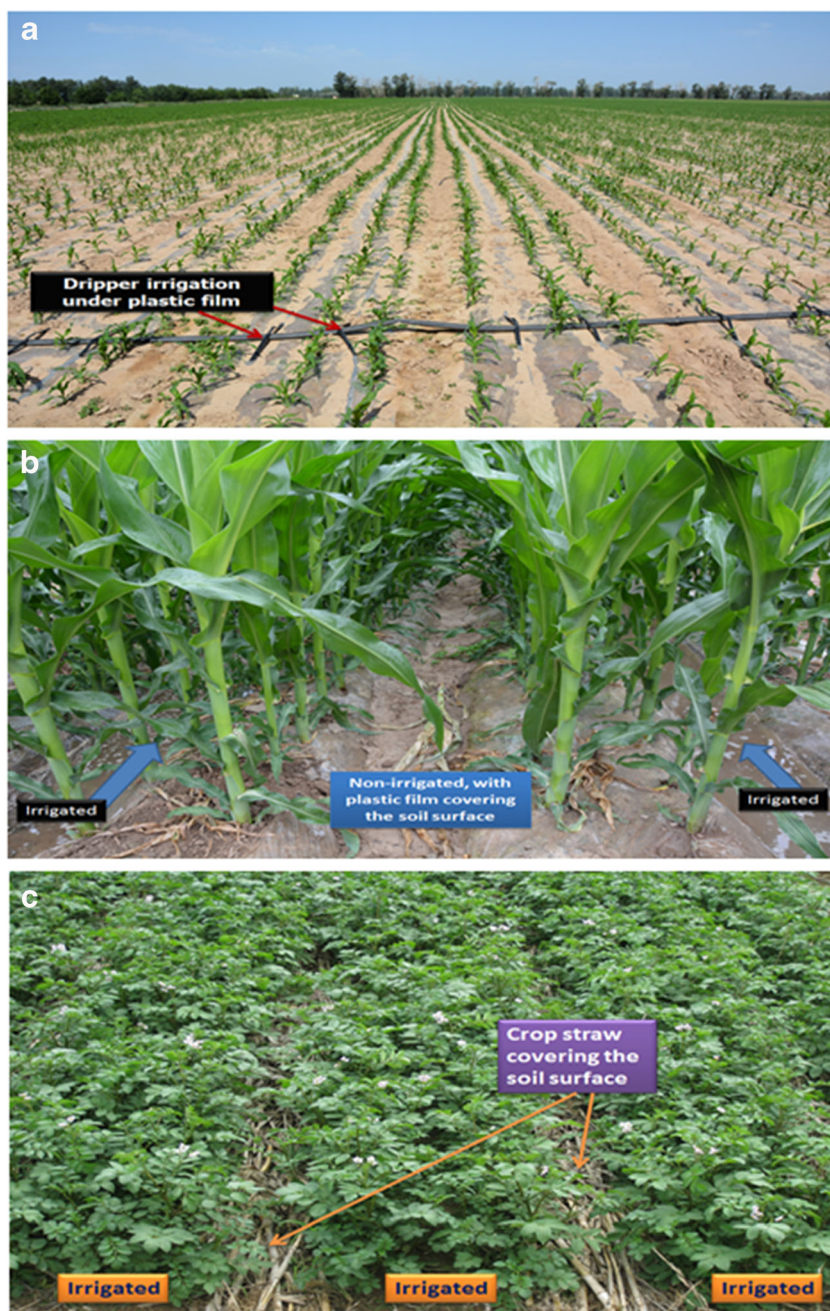 a
Dripper irrigation
under plastic film
b
Irrigated
Non-irrigated, with
plastic film covering
the soil surface
Irrigated
c
Crop straw
covering the
soil surface
Irrigated
Irrigated
Irrigated